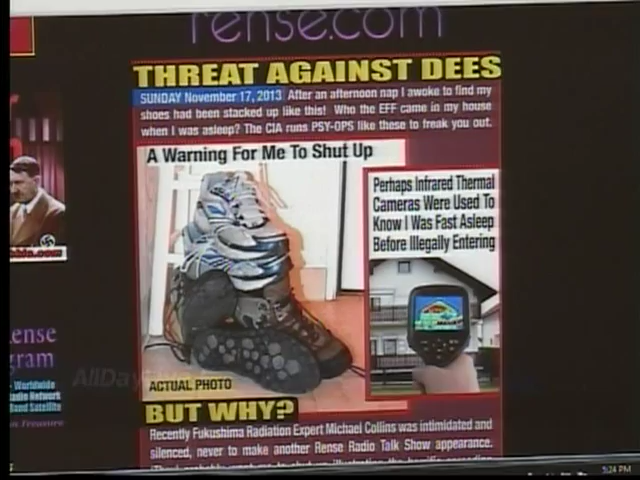 rense.com
THREAT AGAINST DEES
SUNDAY November 17, 2013 After an afternoon nap I awoke to find my
shoes had been stacked up like this! Who the EFF came in my house
when I was asleep? The CIA runs PSY-OPS like these to freak you out.
A Warning For Me To Shut Up
Perhaps Infrared Thermal
Cameras Were Used To
Know I Was Fast Asleep
Before Illegally Entering
ACTUAL PHOTO
BUT WHY?
Recently Fukushima Radiation Expert Michael Collins was intimidated and
silenced, never to make another Rense Radio Talk Show appearance.
ense
gram
- Worldwide
adio Network
Band Satellite
5:24 PM